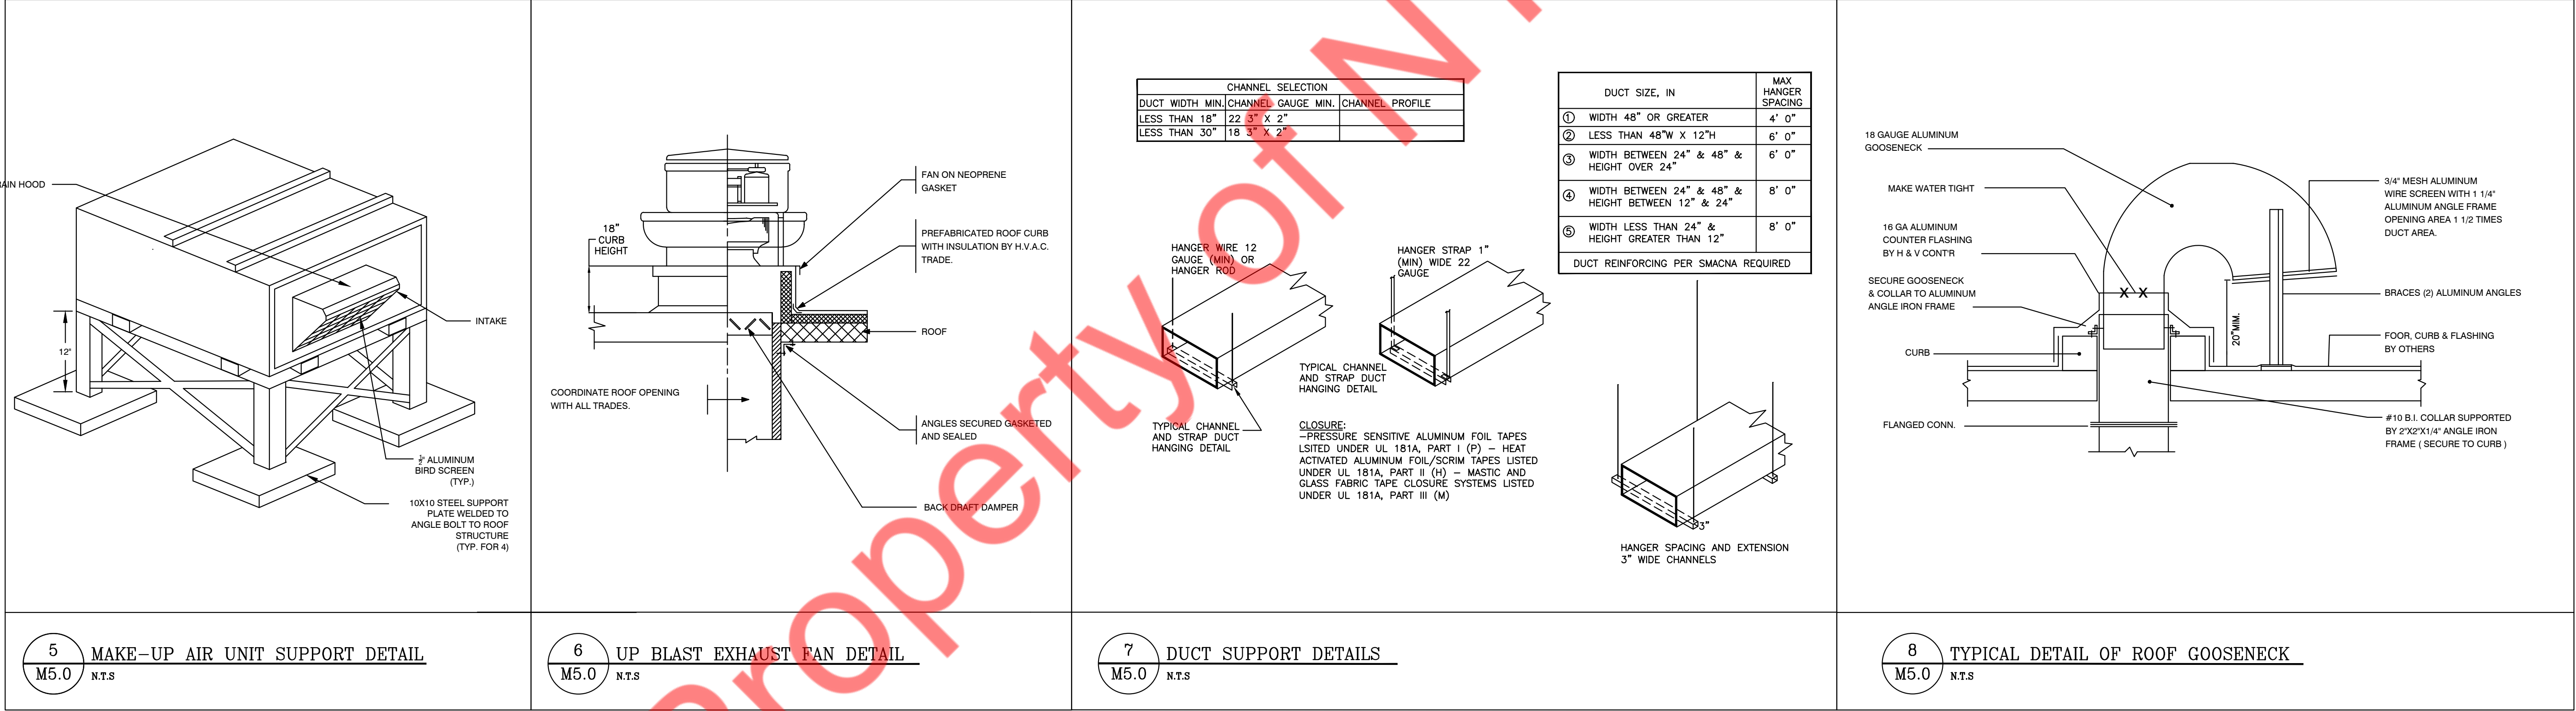 RAIN HOOD
12"
INTAKE
½" ALUMINUM
BIRD SCREEN
(TYP.)
10X10 STEEL SUPPORT
PLATE WELDED TO
ANGLE BOLT TO ROOF
STRUCTURE
(TYP. FOR 4)
5
M5.0
MAKE-UP AIR UNIT SUPPORT DETAIL
N.T.S
18"
CURB
HEIGHT
FAN ON NEOPRENE
GASKET
PREFABRICATED ROOF CURB
WITH INSULATION BY H.V.A.C.
TRADE.
ROOF
COORDINATE ROOF OPENING
WITH ALL TRADES.
ANGLES SECURED GASKETED
AND SEALED
BACK DRAFT DAMPER
6
M5.0
UP BLAST EXHAUST FAN DETAIL
N.T.S
CHANNEL SELECTION
DUCT WIDTH MIN. CHANNEL GAUGE MIN. CHANNEL PROFILE
LESS THAN 18" 22 3" X 2"
LESS THAN 30" 18 3" X 2"
DUCT SIZE, IN MAX HANGER SPACING
1 WIDTH 48" OR GREATER 4' 0"
2 LESS THAN 48"W X 12"H 6' 0"
3 WIDTH BETWEEN 24" & 48" & 6' 0"
HEIGHT OVER 24"
4 WIDTH BETWEEN 24" & 48" & 8' 0"
HEIGHT BETWEEN 12" & 24"
5 WIDTH LESS THAN 24" & 8' 0"
HEIGHT GREATER THAN 12"
DUCT REINFORCING PER SMACNA REQUIRED
HANGER WIRE 12
GAUGE (MIN) OR
HANGER ROD
HANGER STRAP 1"
(MIN) WIDE 22
GAUGE
TYPICAL CHANNEL
AND STRAP DUCT
HANGING DETAIL
TYPICAL CHANNEL
AND STRAP DUCT
HANGING DETAIL
CLOSURE:
-PRESSURE SENSITIVE ALUMINUM FOIL TAPES
LSITED UNDER UL 181A, PART I (P) - HEAT
ACTIVATED ALUMINUM FOIL/SCRIM TAPES LISTED
UNDER UL 181A, PART II (H) - MASTIC AND
GLASS FABRIC TAPE CLOSURE SYSTEMS LISTED
UNDER UL 181A, PART III (M)
3"
HANGER SPACING AND EXTENSION
3" WIDE CHANNELS
7
M5.0
DUCT SUPPORT DETAILS
N.T.S
18 GAUGE ALUMINUM
GOOSENECK
MAKE WATER TIGHT
16 GA ALUMINUM
COUNTER FLASHING
BY H & V CONT'R
SECURE GOOSENECK
& COLLAR TO ALUMINUM
ANGLE IRON FRAME
CURB
FLANGED CONN.
X X
20"MIM.
3/4" MESH ALUMINUM
WIRE SCREEN WITH 1 1/4"
ALUMINUM ANGLE FRAME
OPENING AREA 1 1/2 TIMES
DUCT AREA.
BRACES (2) ALUMINUM ANGLES
FOOR, CURB & FLASHING
BY OTHERS
#10 B.I. COLLAR SUPPORTED
BY 2"X2"X1/4" ANGLE IRON
FRAME ( SECURE TO CURB )
8
M5.0
TYPICAL DETAIL OF ROOF GOOSENECK
N.T.S
Property of N